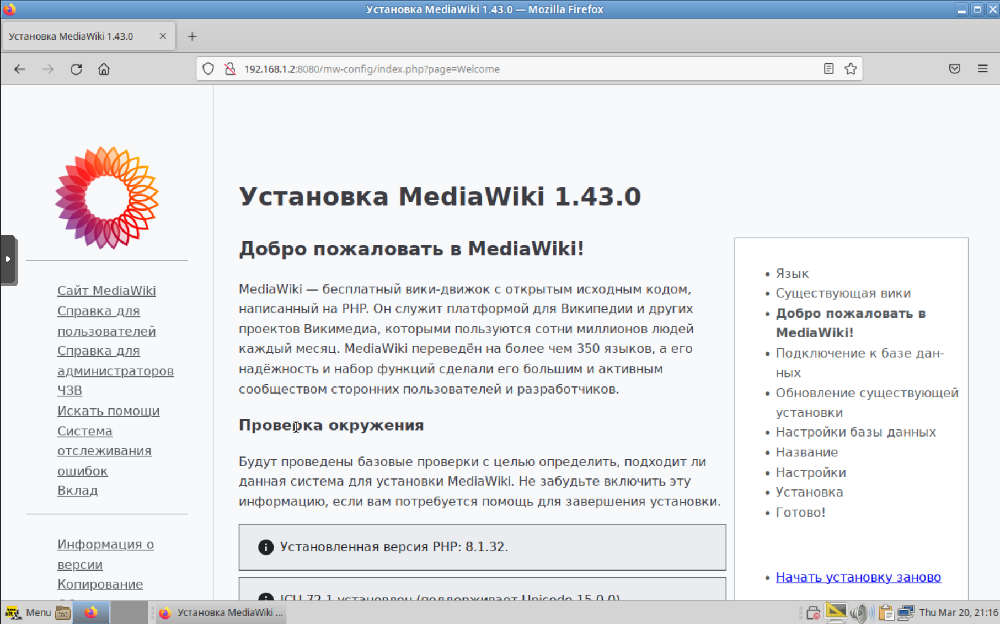 Установка MediaWiki 1.43.0 — Mozilla Firefox
Установка MediaWiki 1.43.0
192.168.1.2:8080/mw-config/index.php?page=Welcome
Сайт MediaWiki
Справка для
пользователей
Справка для
администраторов
ЧЗВ
Искать помощи
Система
отслеживания
ошибок
Вклад
Информация о
версии
Копирование
Установка MediaWiki 1.43.0
Добро пожаловать в MediaWiki!
MediaWiki — бесплатный вики-движок с открытым исходным кодом,
написанный на PHP. Он служит платформой для Википедии и других
проектов Викимедиа, которыми пользуются сотни миллионов людей
каждый месяц. MediaWiki переведён на более чем 350 языков, а его
надёжность и набор функций сделали его большим и активным
сообществом сторонних пользователей и разработчиков.
Проверка окружения
Будут проведены базовые проверки с целью определить, подходит ли
данная система для установки MediaWiki. Не забудьте включить эту
информацию, если вам потребуется помощь для завершения установки.
Установленная версия PHP: 8.1.32.
ICU 72.1 установлен (поддерживает Unicode 15.0.0)
Язык
Существующая вики
Добро пожаловать в
MediaWiki!
Подключение к базе дан-
ных
Обновление существующей
установки
Настройки базы данных
Название
Настройки
Установка
Готово!
Начать установку заново
Menu
Установка MediaWiki ...
Thu Mar 20, 21:16